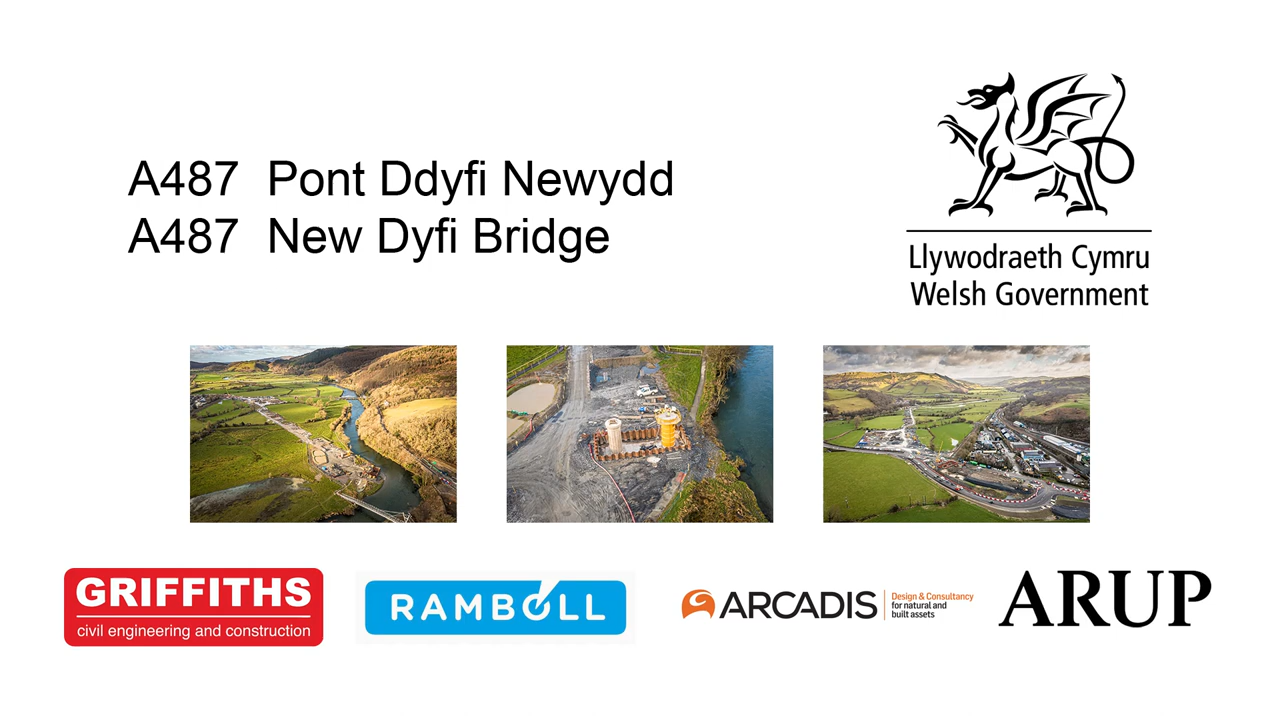 A487 Pont Ddyfi Newydd
A487 New Dyfi Bridge
Llywodraeth Cymru
Welsh Government
GRIFFITHS
civil engineering and construction
RAMBOLL
ARCADIS
Design & Consultancy
for natural and
built assets
ARUP